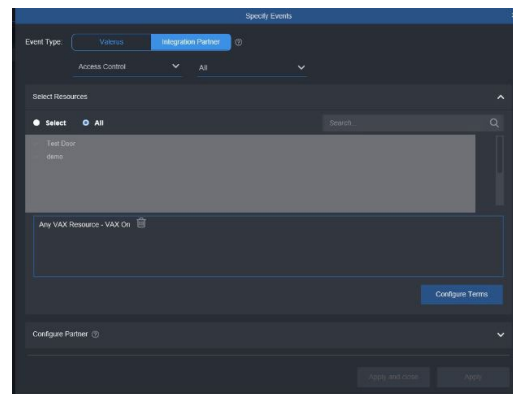 Specify Events
Event Type: Valerus Integration Partner
Access Control All
Select Resources
Select All Search...
Test Door
demo
Any VAX Resource - VAX On
Configure Terms
Configure Partner
Apply and close Apply